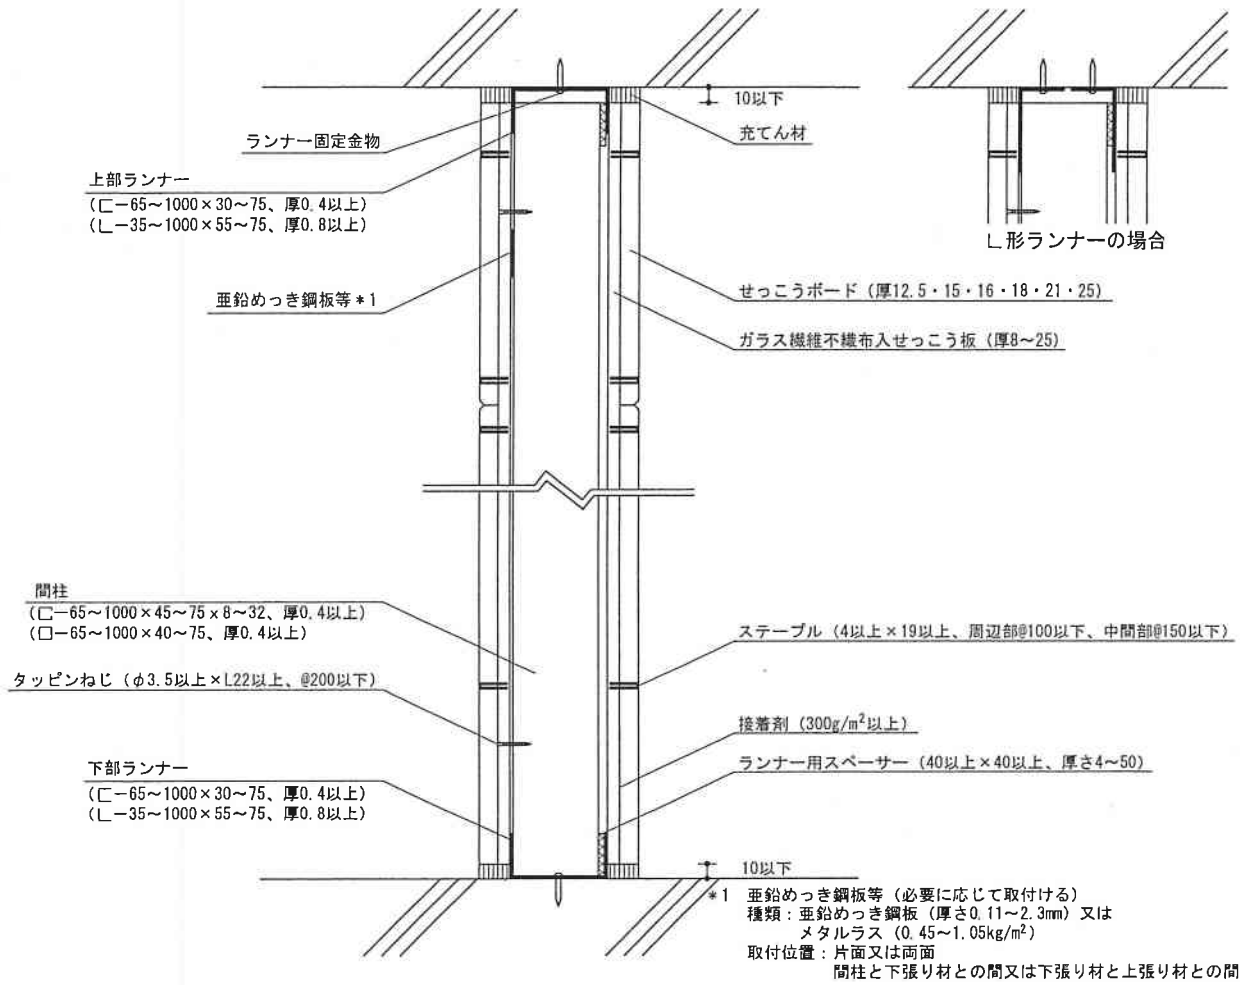 10以下
充てん材
ランナー固定金物
上部ランナー
(⊏-65～1000×30～75、厚0.4以上)
(∟-35～1000×55～75、厚0.8以上)
亜鉛めっき鋼板等*1
∟形ランナーの場合
せっこうボード (厚12.5・15・16・18・21・25)
ガラス繊維不織布入せっこう板 (厚8～25)
間柱
(⊏-65～1000×45～75×8～32、厚0.4以上)
(□-65～1000×40～75、厚0.4以上)
タッピンねじ (φ3.5以上×L22以上、@200以下)
下部ランナー
(⊏-65～1000×30～75、厚0.4以上)
(∟-35～1000×55～75、厚0.8以上)
ステープル (4以上×19以上、周辺部@100以下、中間部@150以下)
接着剤 (300g/m²以上)
ランナー用スペーサー (40以上×40以上、厚さ4～50)
10以下
*1 亜鉛めっき鋼板等 (必要に応じて取付ける)
種類：亜鉛めっき鋼板 (厚さ0.11～2.3mm) 又は
メタルラス (0.45～1.05kg/m²)
取付位置：片面又は両面
間柱と下張り材との間又は下張り材と上張り材との間